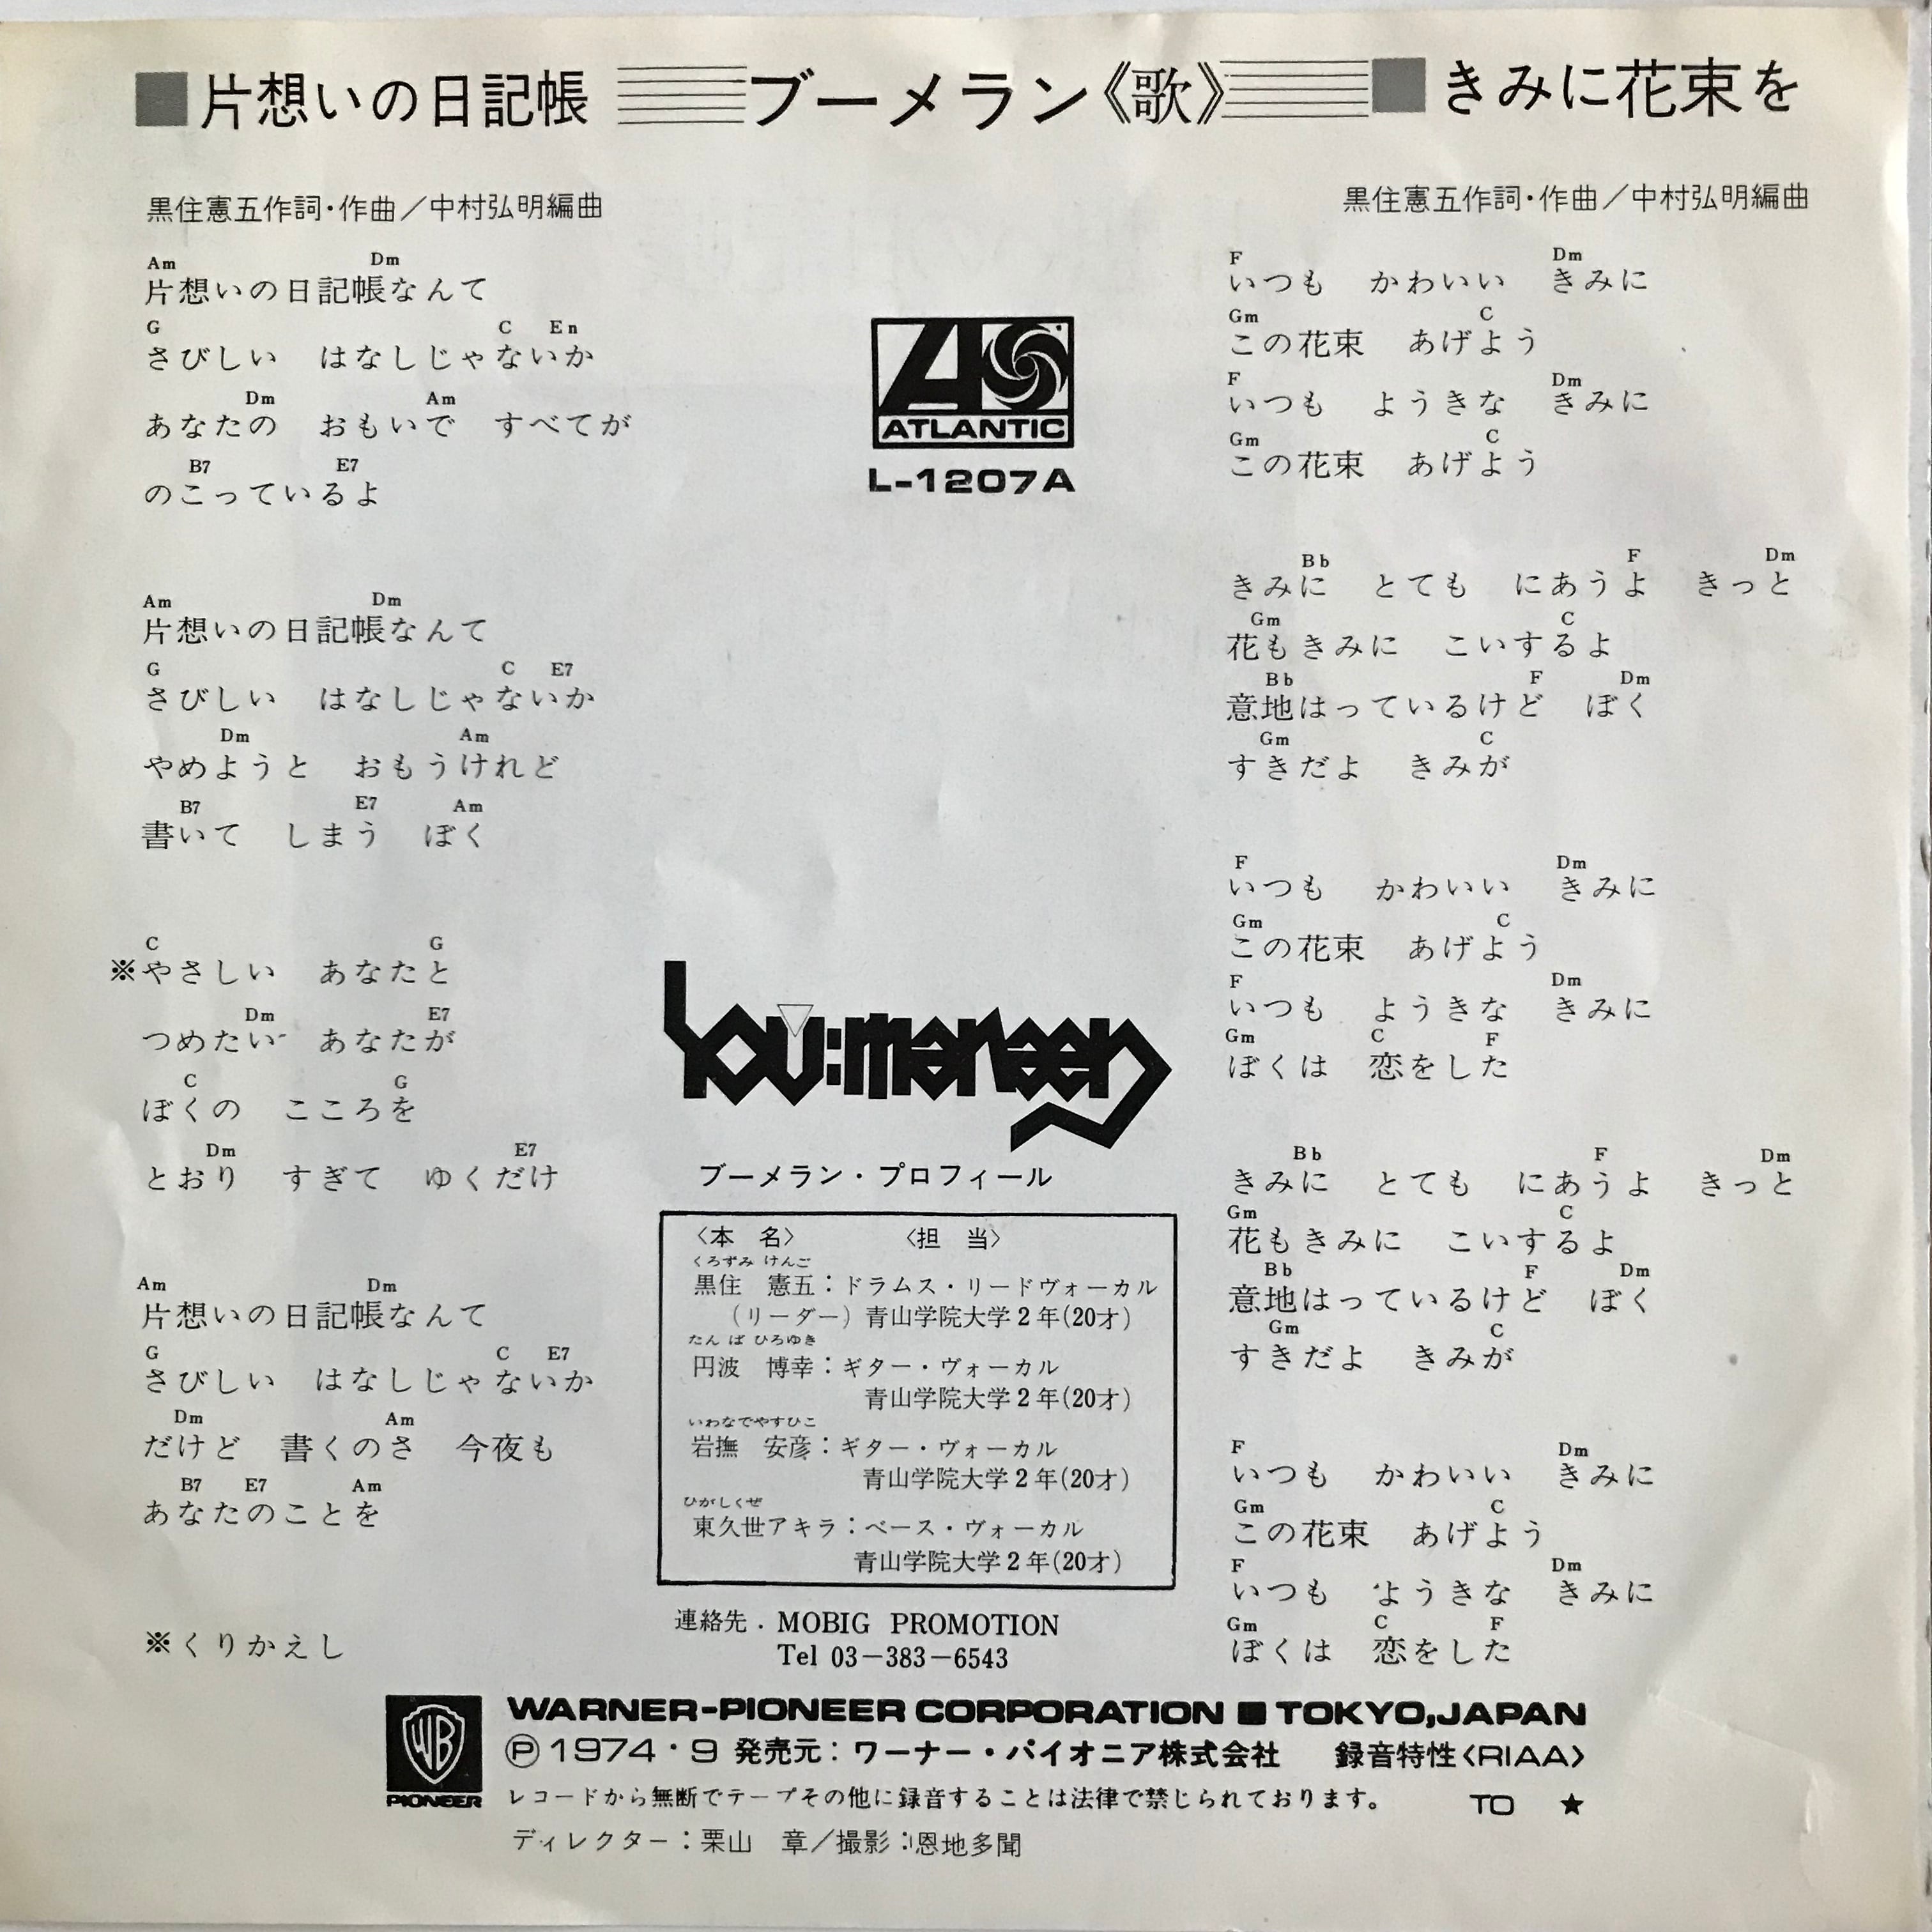 ■片想いの日記帳 ブーメラン《歌》 ■きみに花束を
黒住憲五作詞・作曲／中村弘明編曲
Am Dm
片想いの日記帳なんて
G C En
さびしい はなしじゃないか
Dm Am
あなたの おもいで すべてが
B7 E7
のこっているよ
Am Dm
片想いの日記帳なんて
G C E7
さびしい はなしじゃないか
Dm Am
やめようと おもうけれど
B7 E7 Am
書いて しまう ぼく
C G
※やさしい あなたと
Dm E7
つめたい あなたが
C G
ぼくの こころを
Dm E7
とおり すぎて ゆくだけ
Am Dm
片想いの日記帳なんて
G C E7
さびしい はなしじゃないか
Dm Am
だけど 書くのさ 今夜も
B7 E7 Am
あなたのことを
※くりかえし
ATLANTIC
L-1207A
bou:maræn
ブーメラン・プロフィール
〈本 名〉 〈担 当〉
くろずみ けんご
黒住 憲五：ドラムス・リードヴォーカル
（リーダー）青山学院大学2年(20才)
たん ば ひろゆき
円波 博幸：ギター・ヴォーカル
青山学院大学2年(20才)
いわなでやすひこ
岩撫 安彦：ギター・ヴォーカル
青山学院大学2年(20才)
ひがしくぜ
東久世アキラ：ベース・ヴォーカル
青山学院大学2年(20才)
連絡先．MOBIG PROMOTION
Tel 03－383－6543
黒住憲五作詞・作曲／中村弘明編曲
F Dm
いつも かわいい きみに
Gm C
この花束 あげよう
F Dm
いつも ようきな きみに
Gm C
この花束 あげよう
Bb F Dm
きみに とても にあうよ きっと
Gm C
花もきみに こいするよ
Bb F Dm
意地はっているけど ぼく
Gm C
すきだよ きみが
F Dm
いつも かわいい きみに
Gm C
この花束 あげよう
F Dm
いつも ようきな きみに
Gm C F
ぼくは 恋をした
Bb F Dm
きみに とても にあうよ きっと
Gm C
花もきみに こいするよ
Bb F Dm
意地はっているけど ぼく
Gm C
すきだよ きみが
F Dm
いつも かわいい きみに
Gm C
この花束 あげよう
F Dm
いつも ようきな きみに
Gm C F
ぼくは 恋をした
WB
PIONEER
WARNER-PIONEER CORPORATION ■ TOKYO,JAPAN
Ⓟ1974・9 発売元：ワーナー・パイオニア株式会社 録音特性〈RIAA〉
レコードから無断でテープその他に録音することは法律で禁じられております。 TO ★
ディレクター：栗山 章／撮影：恩地多聞